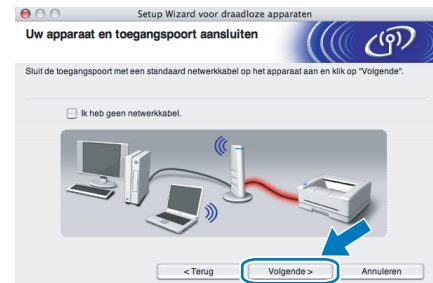 Setup Wizard voor draadloze apparaten
Uw apparaat en toegangspoort aansluiten
Sluit de toegangspoort met een standaard netwerkkabel op het apparaat aan en klik op "Volgende".
Ik heb geen netwerkkabel.
< Terug
Volgende >
Annuleren